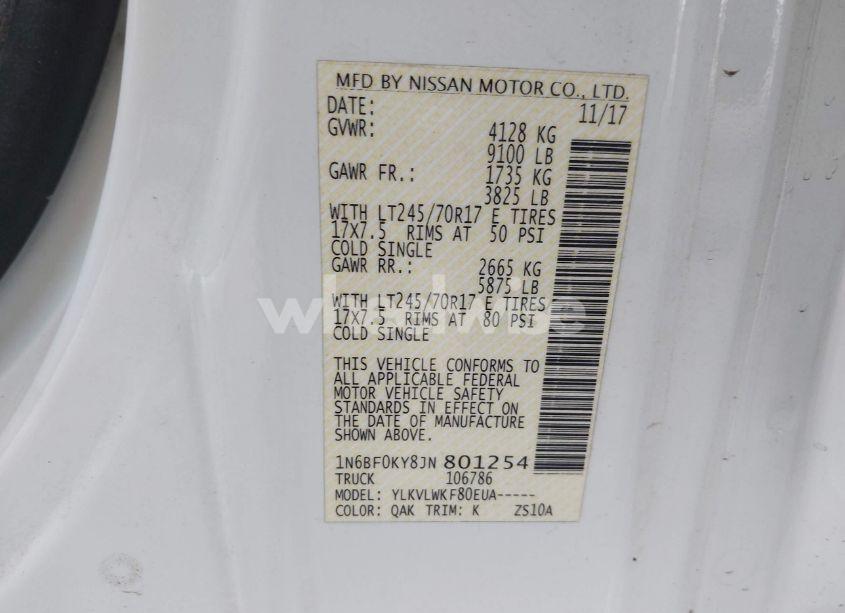 MFD BY NISSAN MOTOR CO., LTD.
DATE: 11/17
GVWR: 4128 KG
9100 LB
GAWR FR.: 1735 KG
3825 LB
WITH LT245/70R17 E TIRES
17X7.5 RIMS AT 50 PSI
COLD SINGLE
GAWR RR.: 2665 KG
5875 LB
WITH LT245/70R17 E TIRES
17X7.5 RIMS AT 80 PSI
COLD SINGLE
THIS VEHICLE CONFORMS TO
ALL APPLICABLE FEDERAL
MOTOR VEHICLE SAFETY
STANDARDS IN EFFECT ON
THE DATE OF MANUFACTURE
SHOWN ABOVE.
1N6BF0KY8JN 801254
TRUCK 106786
MODEL: YLKVLWKF80EUA-----
COLOR: QAK TRIM: K ZS10A